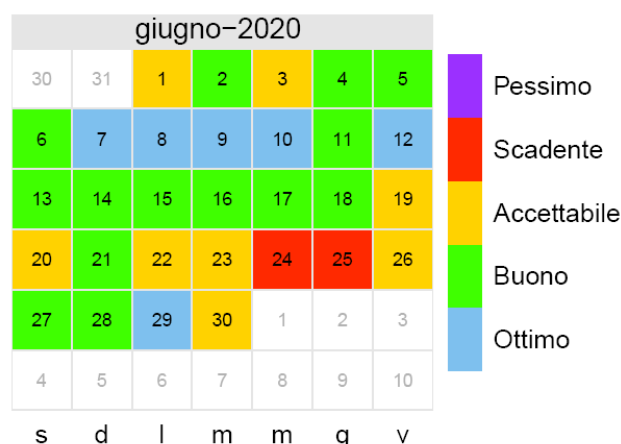 giugno−2020
30 31 1 2 3 4 5
6 7 8 9 10 11 12
13 14 15 16 17 18 19
20 21 22 23 24 25 26
27 28 29 30 1 2 3
4 5 6 7 8 9 10
s d l m m g v
Pessimo
Scadente
Accettabile
Buono
Ottimo